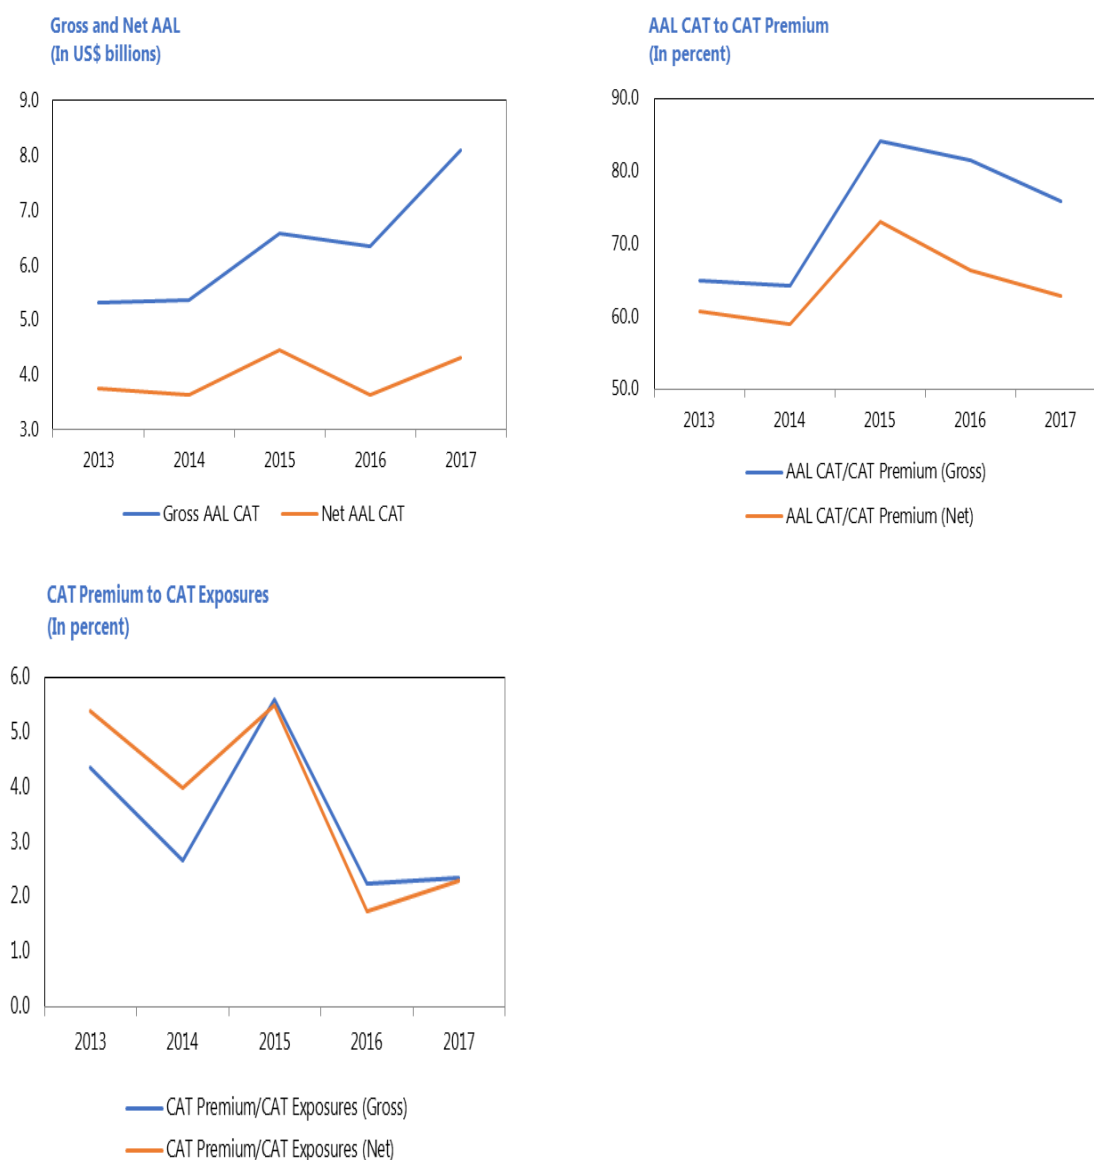 Gross and Net AAL
(In US$ billions)
9.0
8.0
7.0
6.0
5.0
4.0
3.0
2013 2014 2015 2016 2017
Gross AAL CAT Net AAL CAT
AAL CAT to CAT Premium
(In percent)
90.0
80.0
70.0
60.0
50.0
2013 2014 2015 2016 2017
AAL CAT/CAT Premium (Gross)
AAL CAT/CAT Premium (Net)
CAT Premium to CAT Exposures
(In percent)
6.0
5.0
4.0
3.0
2.0
1.0
0.0
2013 2014 2015 2016 2017
CAT Premium/CAT Exposures (Gross)
CAT Premium/CAT Exposures (Net)